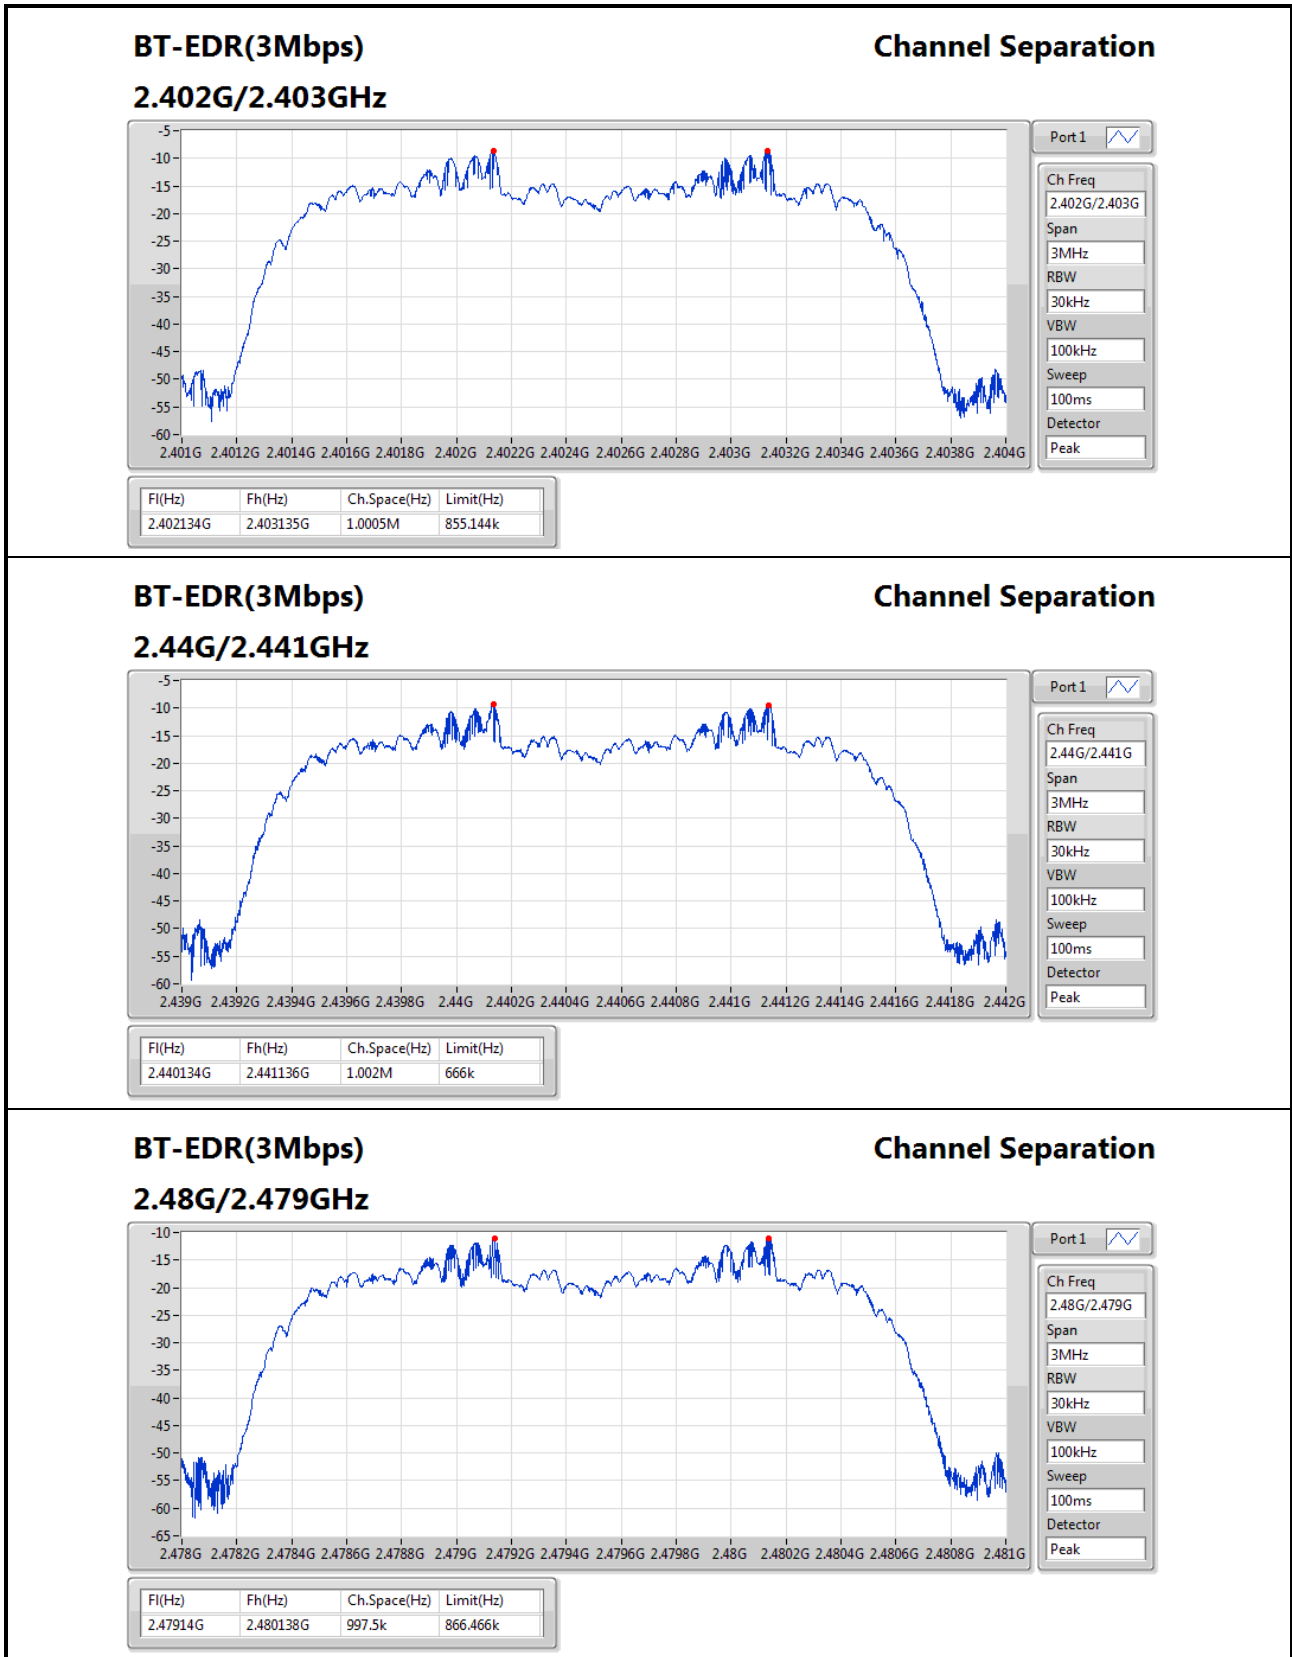 BT-EDR(3Mbps) Channel Separation
2.402G/2.403GHz
-5
-10
-15
-20
-25
-30
-35
-40
-45
-50
-55
-60
2.401G 2.4012G 2.4014G 2.4016G 2.4018G 2.402G 2.4022G 2.4024G 2.4026G 2.4028G 2.403G 2.4032G 2.4034G 2.4036G 2.4038G 2.404G
Port 1
Ch Freq
2.402G/2.403G
Span
3MHz
RBW
30kHz
VBW
100kHz
Sweep
100ms
Detector
Peak
Fl(Hz) Fh(Hz) Ch.Space(Hz) Limit(Hz)
2.402134G 2.403135G 1.0005M 855.144k
BT-EDR(3Mbps) Channel Separation
2.44G/2.441GHz
-5
-10
-15
-20
-25
-30
-35
-40
-45
-50
-55
-60
2.439G 2.4392G 2.4394G 2.4396G 2.4398G 2.44G 2.4402G 2.4404G 2.4406G 2.4408G 2.441G 2.4412G 2.4414G 2.4416G 2.4418G 2.442G
Port 1
Ch Freq
2.44G/2.441G
Span
3MHz
RBW
30kHz
VBW
100kHz
Sweep
100ms
Detector
Peak
Fl(Hz) Fh(Hz) Ch.Space(Hz) Limit(Hz)
2.440134G 2.441136G 1.002M 666k
BT-EDR(3Mbps) Channel Separation
2.48G/2.479GHz
-10
-15
-20
-25
-30
-35
-40
-45
-50
-55
-60
-65
2.478G 2.4782G 2.4784G 2.4786G 2.4788G 2.479G 2.4792G 2.4794G 2.4796G 2.4798G 2.48G 2.4802G 2.4804G 2.4806G 2.4808G 2.481G
Port 1
Ch Freq
2.48G/2.479G
Span
3MHz
RBW
30kHz
VBW
100kHz
Sweep
100ms
Detector
Peak
Fl(Hz) Fh(Hz) Ch.Space(Hz) Limit(Hz)
2.47914G 2.480138G 997.5k 866.466k